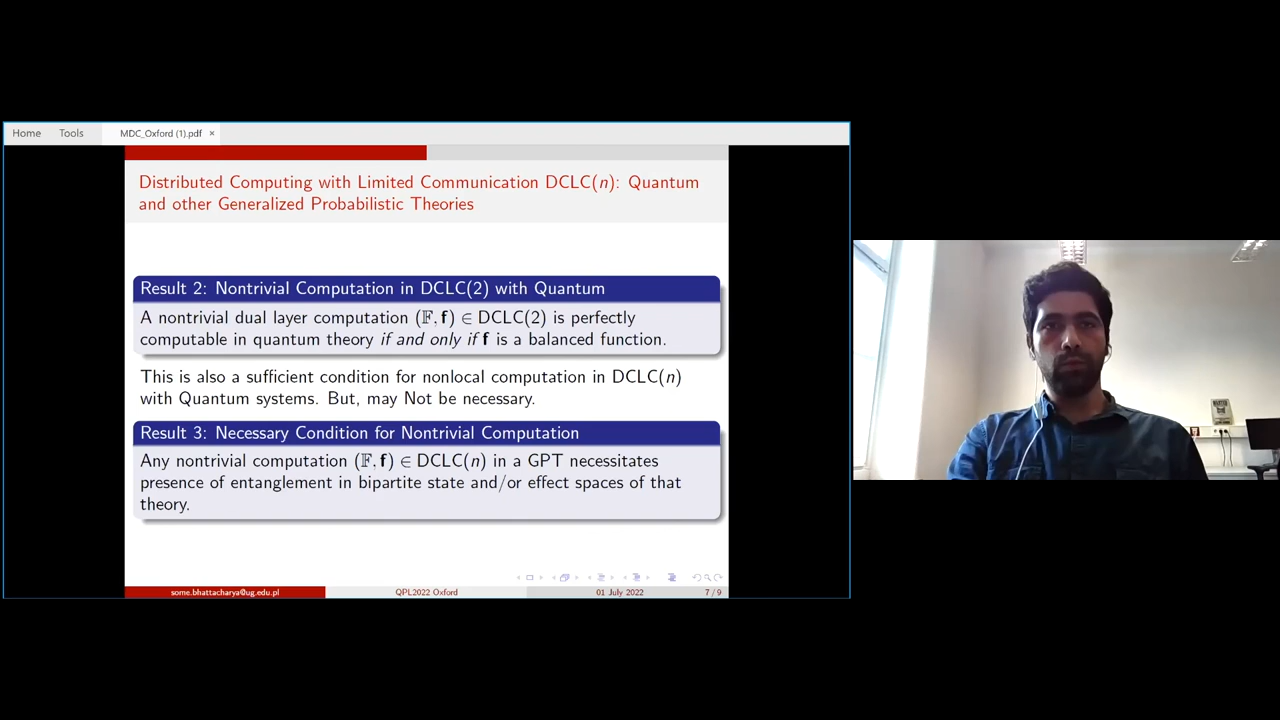 Home Tools MDC_Oxford (1).pdf ×
Distributed Computing with Limited Communication DCLC(n): Quantum
and other Generalized Probabilistic Theories
Result 2: Nontrivial Computation in DCLC(2) with Quantum
A nontrivial dual layer computation (𝔽, f) ∈ DCLC(2) is perfectly
computable in quantum theory if and only if f is a balanced function.
This is also a sufficient condition for nonlocal computation in DCLC(n)
with Quantum systems. But, may Not be necessary.
Result 3: Necessary Condition for Nontrivial Computation
Any nontrivial computation (𝔽, f) ∈ DCLC(n) in a GPT necessitates
presence of entanglement in bipartite state and/or effect spaces of that
theory.
some.bhattacharya@ug.edu.pl QPL2022 Oxford 01 July 2022 7 / 9